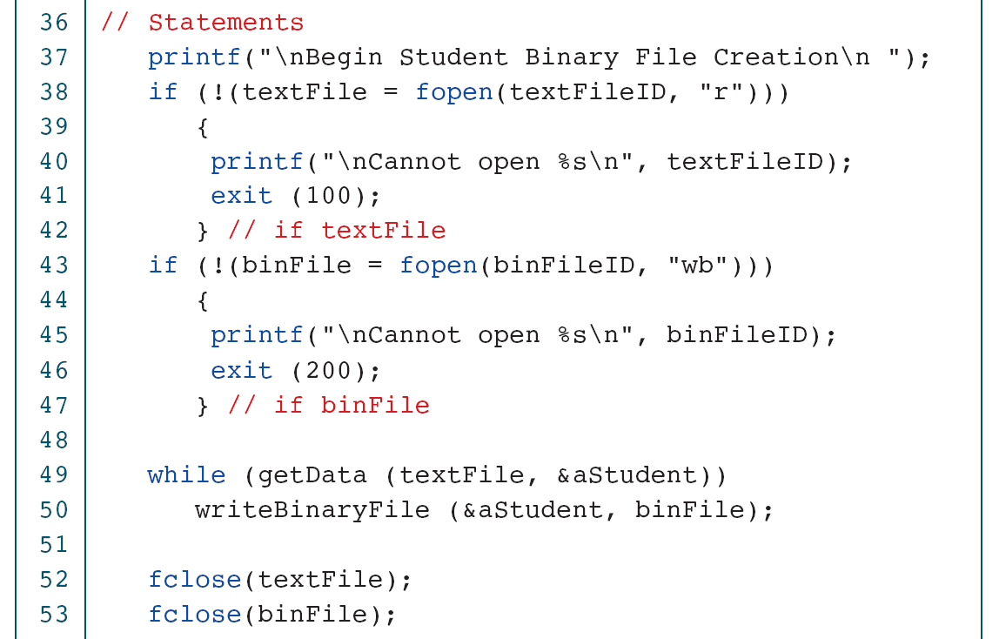 36 // Statements
37    printf("\nBegin Student Binary File Creation\n ");
38    if (!(textFile = fopen(textFileID, "r")))
39       {
40        printf("\nCannot open %s\n", textFileID);
41        exit (100);
42       } // if textFile
43    if (!(binFile = fopen(binFileID, "wb")))
44       {
45        printf("\nCannot open %s\n", binFileID);
46        exit (200);
47       } // if binFile
48
49    while (getData (textFile, &aStudent))
50       writeBinaryFile (&aStudent, binFile);
51
52    fclose(textFile);
53    fclose(binFile);